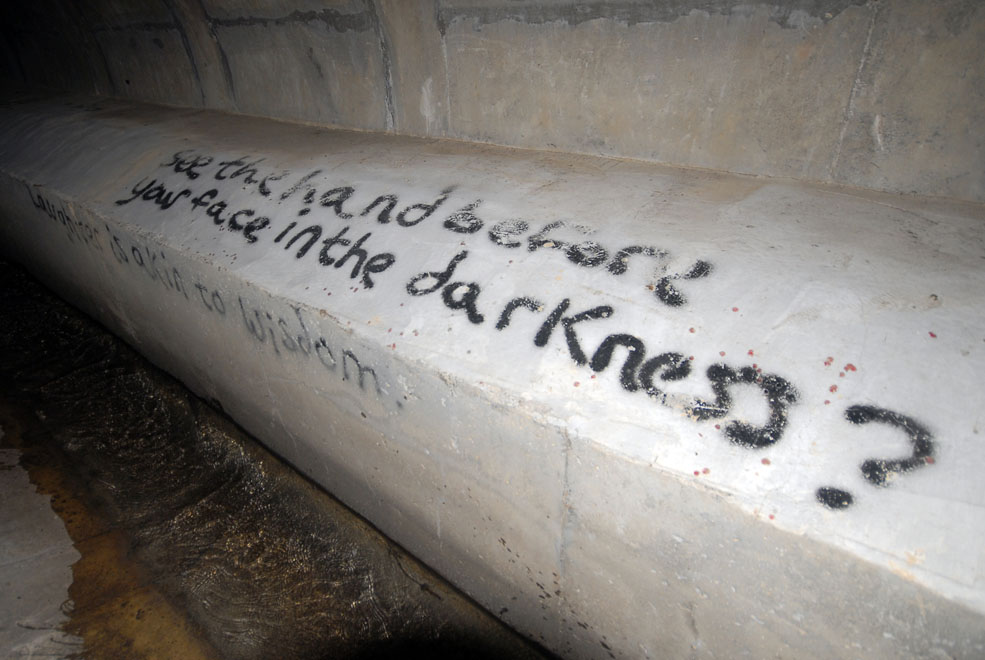 see the hand before
your face in the darkness?
Laughter is akin to wisdom.